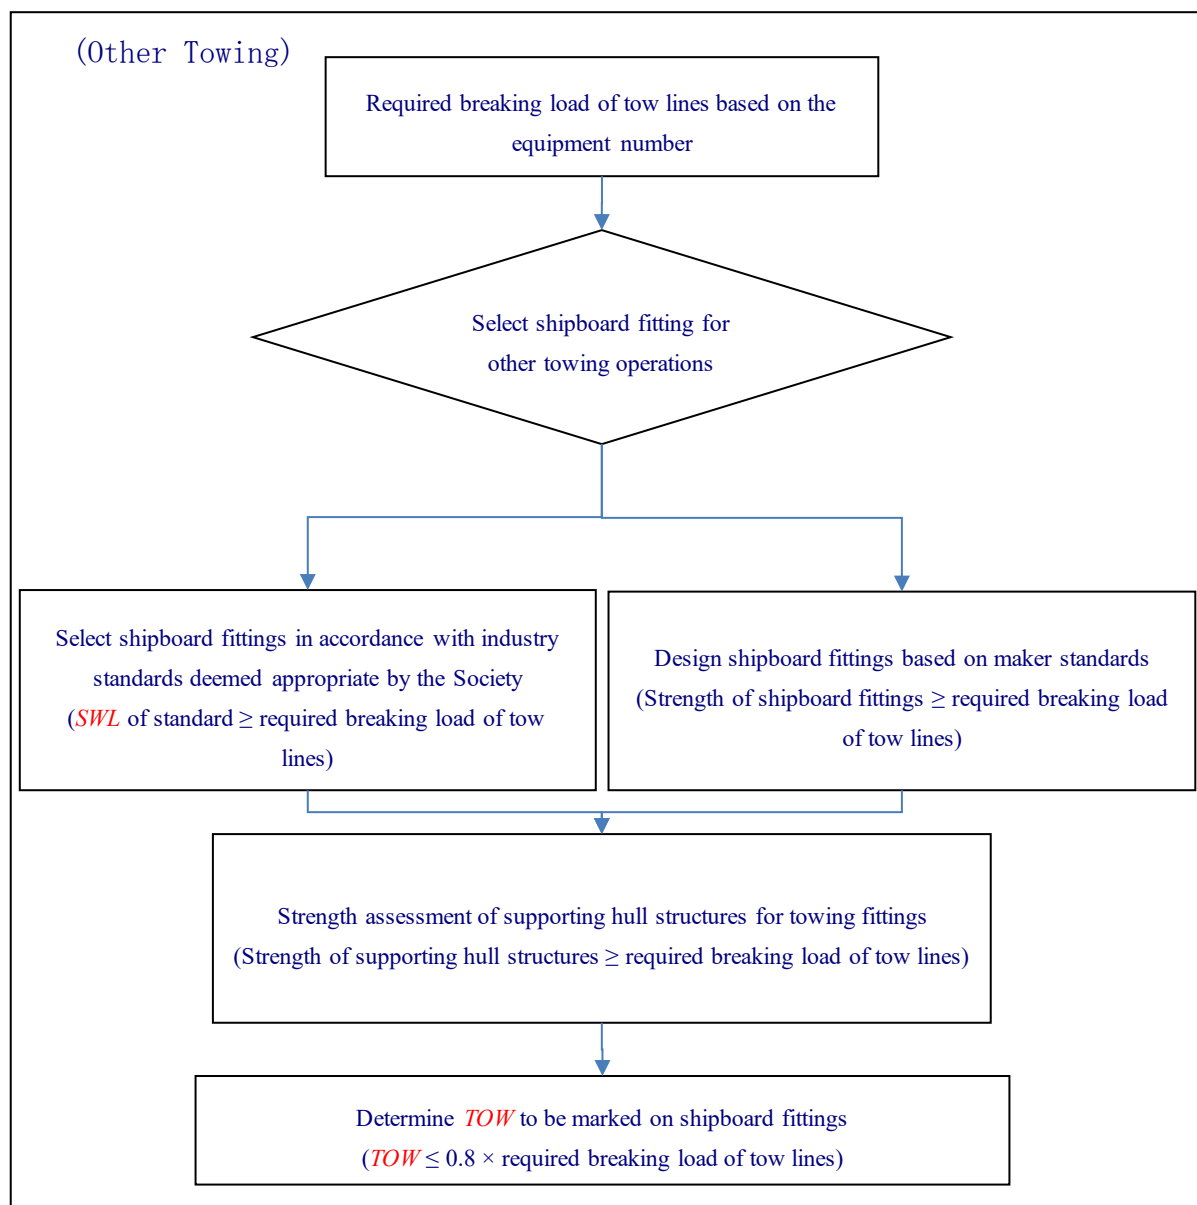 (Other Towing)
Required breaking load of tow lines based on the
equipment number
Select shipboard fitting for
other towing operations
Select shipboard fittings in accordance with industry
standards deemed appropriate by the Society
(SWL of standard ≥ required breaking load of tow
lines)
Design shipboard fittings based on maker standards
(Strength of shipboard fittings ≥ required breaking load
of tow lines)
Strength assessment of supporting hull structures for towing fittings
(Strength of supporting hull structures ≥ required breaking load of tow lines)
Determine TOW to be marked on shipboard fittings
(TOW ≤ 0.8 × required breaking load of tow lines)